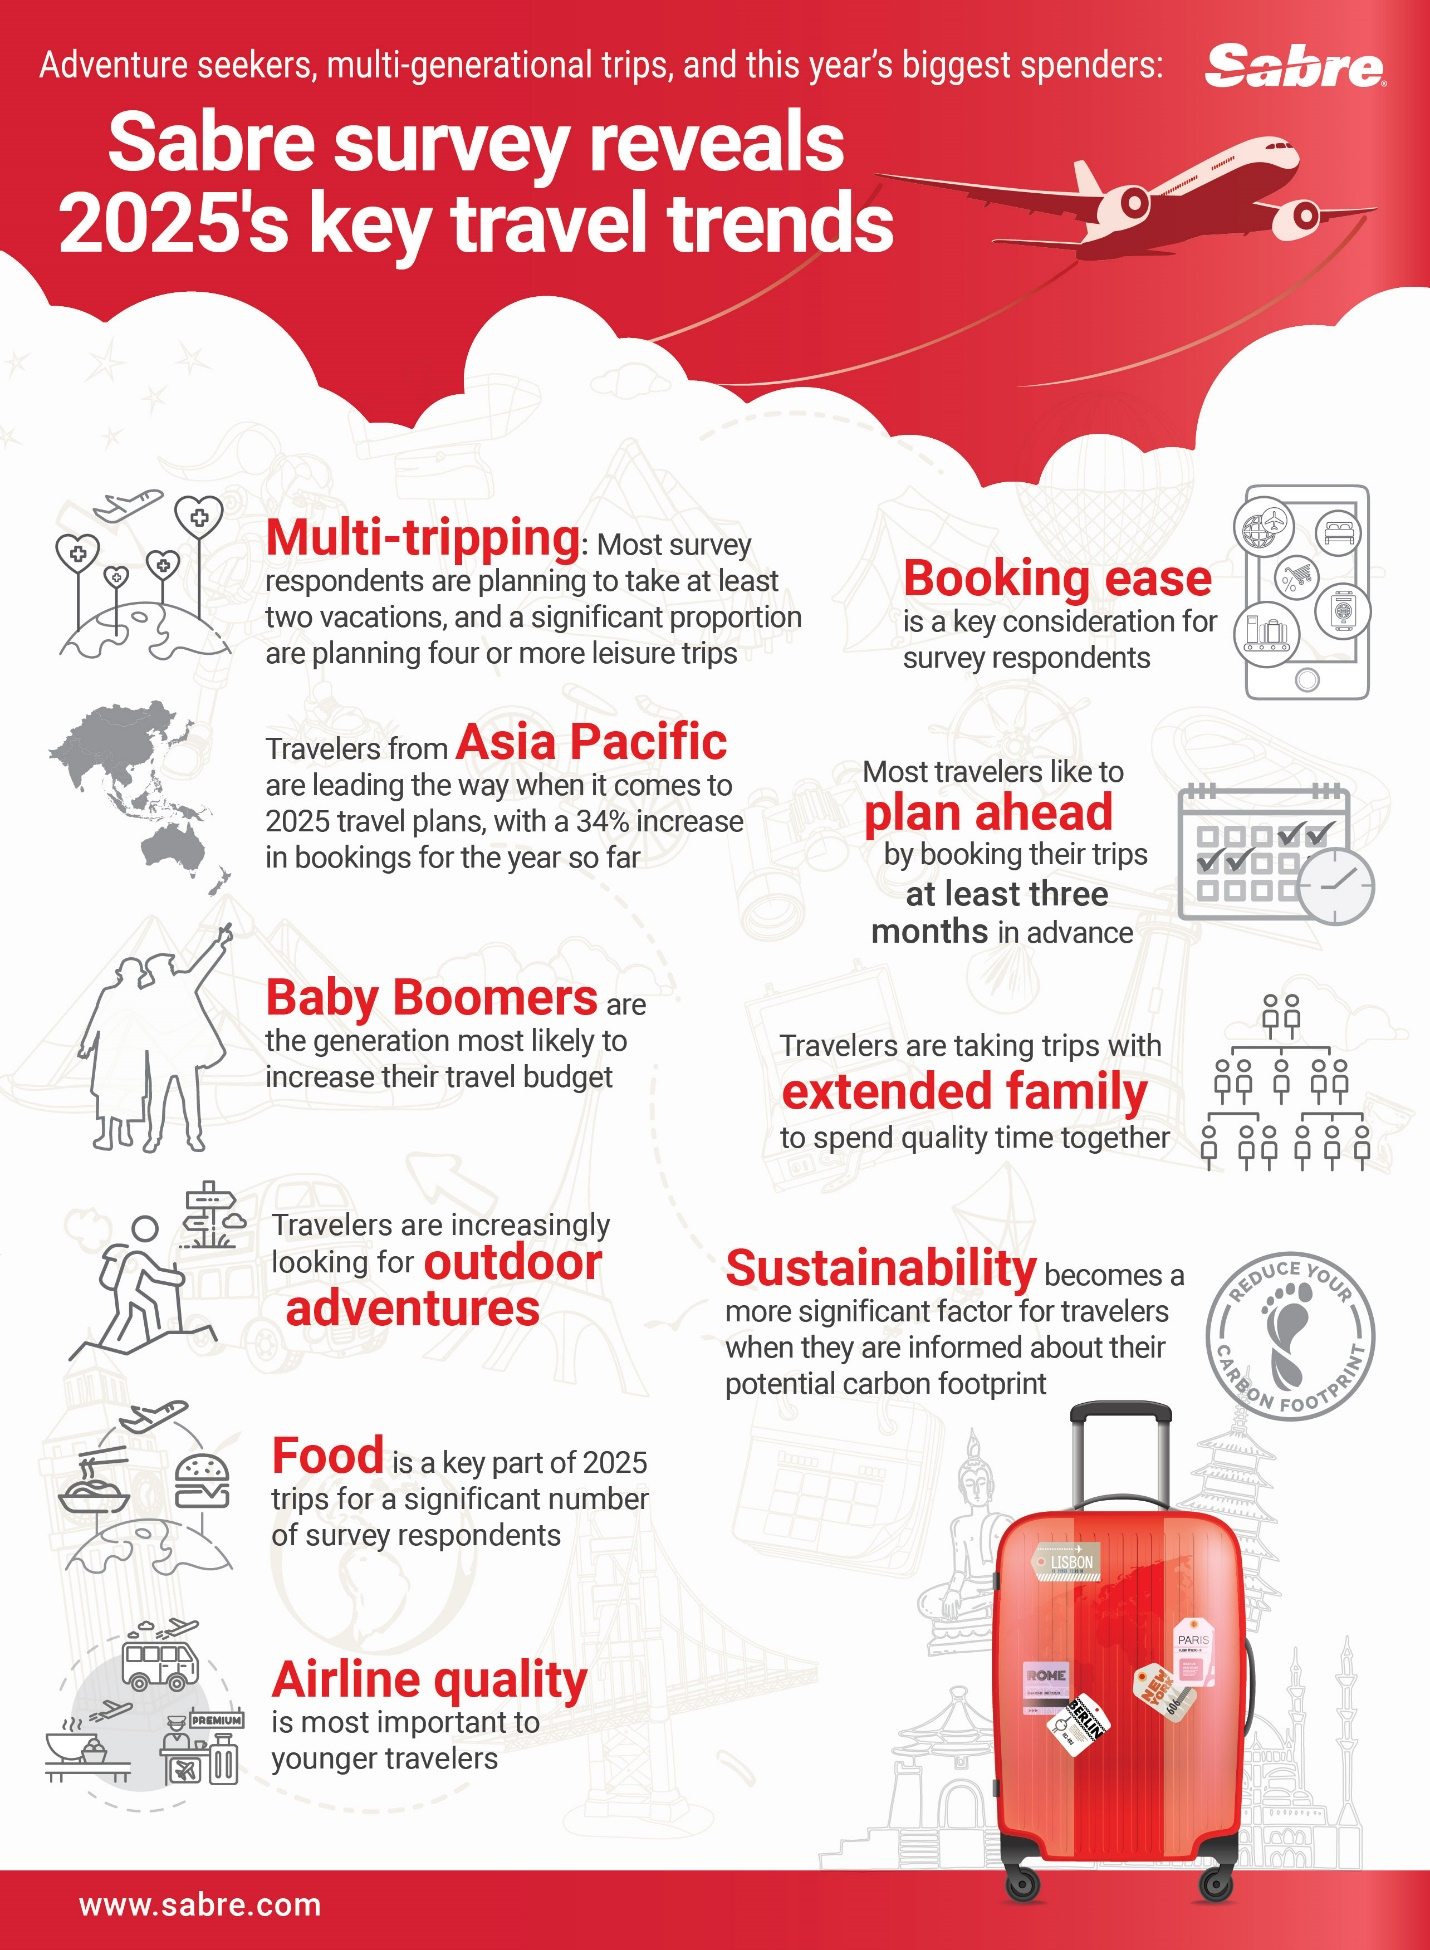 Adventure seekers, multi-generational trips, and this year's biggest spenders:
Sabre
Sabre survey reveals
2025's key travel trends
Multi-tripping: Most survey
respondents are planning to take at least
two vacations, and a significant proportion
are planning four or more leisure trips
Travelers from Asia Pacific
are leading the way when it comes to
2025 travel plans, with a 34% increase
in bookings for the year so far
Baby Boomers are
the generation most likely to
increase their travel budget
Travelers are increasingly
looking for outdoor
adventures
Food is a key part of 2025
trips for a significant number
of survey respondents
PREMIUM
Airline quality
is most important to
younger travelers
Booking ease
is a key consideration for
survey respondents
Most travelers like to
plan ahead
by booking their trips
at least three
months in advance
Travelers are taking trips with
extended family
to spend quality time together
Sustainability becomes a
more significant factor for travelers
when they are informed about their
potential carbon footprint
REDUCE YOUR
CARBON FOOTPRINT
LISBON
PARIS
ROME
NEW
YORK
606
BERLIN
www.sabre.com